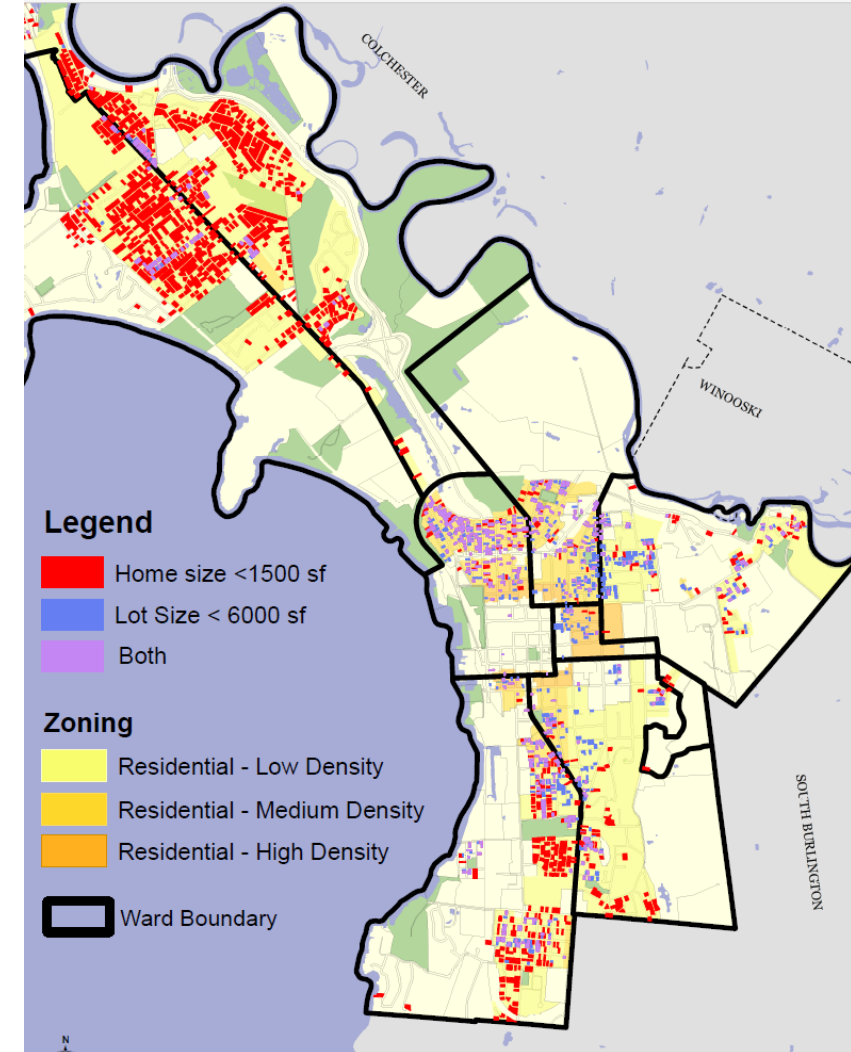 COLCHESTER
WINOOSKI
Legend
Home size <1500 sf
Lot Size < 6000 sf
Both
Zoning
Residential - Low Density
Residential - Medium Density
Residential - High Density
SOUTH BURLINGTON
Ward Boundary
N